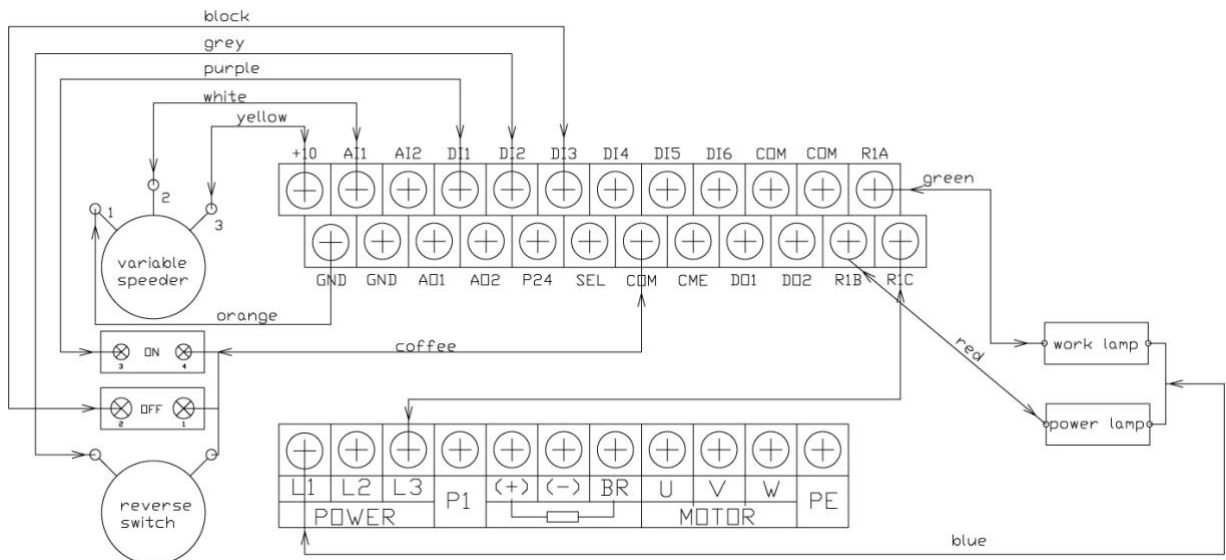 block
grey
purple
white
yellow
+10 AI1 AI2 DI1 DI2 DI3 DI4 DI5 DI6 COM COM R1A
green
1
2
3
variable
speeder
GND GND AO1 AO2 P24 SEL COM CME DO1 DO2 R1B R1C
orange
coffee
red
ON
3 4
OFF
2 1
work lamp
power lamp
reverse
switch
L1 L2 L3 P1 (+) (-) BR U V W PE
POWER MOTOR
blue